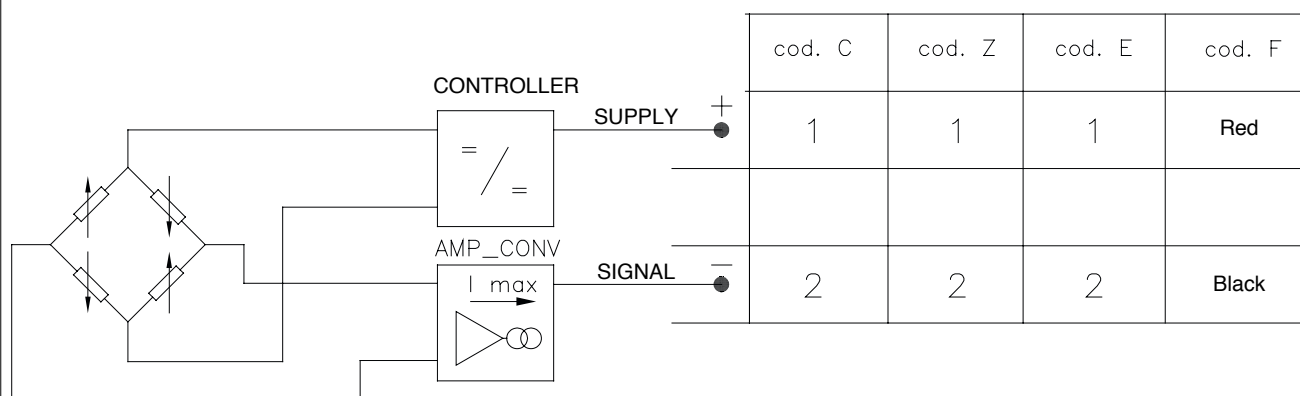 cod. C cod. Z cod. E cod. F
CONTROLLER
SUPPLY + 1 1 1 Red
= / =
AMP_CONV
SIGNAL – 2 2 2 Black
I max